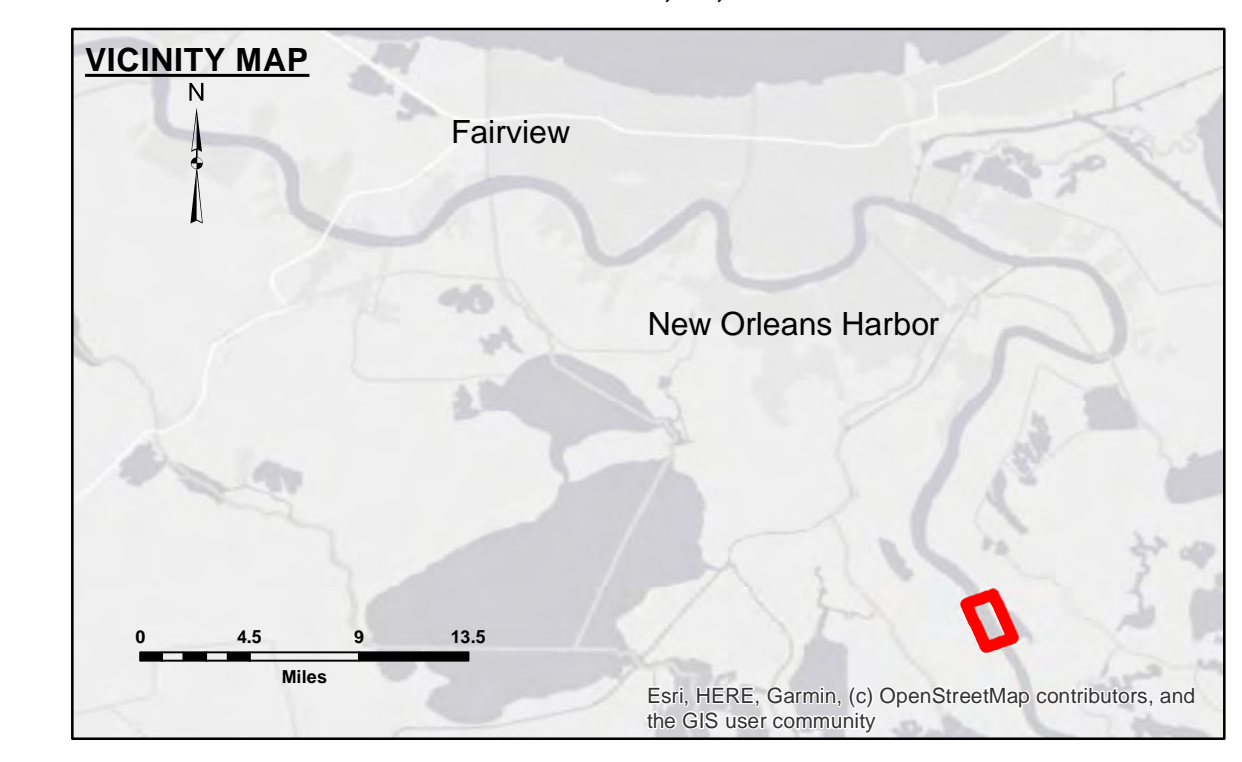 VICINITY MAP
N
Fairview
New Orleans Harbor
0 4.5 9 13.5
Miles
Esri, HERE, Garmin, (c) OpenStreetMap contributors, and
the GIS user community